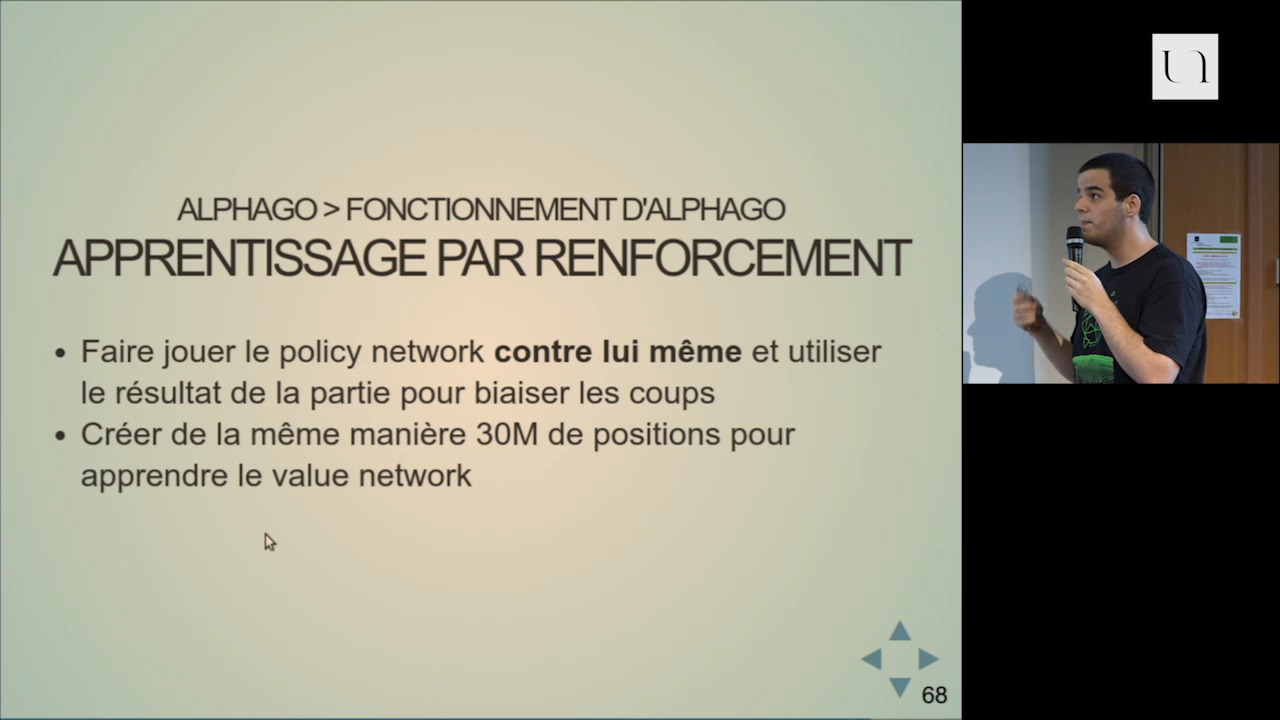 ALPHAGO > FONCTIONNEMENT D'ALPHAGO
APPRENTISSAGE PAR RENFORCEMENT
• Faire jouer le policy network contre lui même et utiliser
le résultat de la partie pour biaiser les coups
• Créer de la même manière 30M de positions pour
apprendre le value network
68